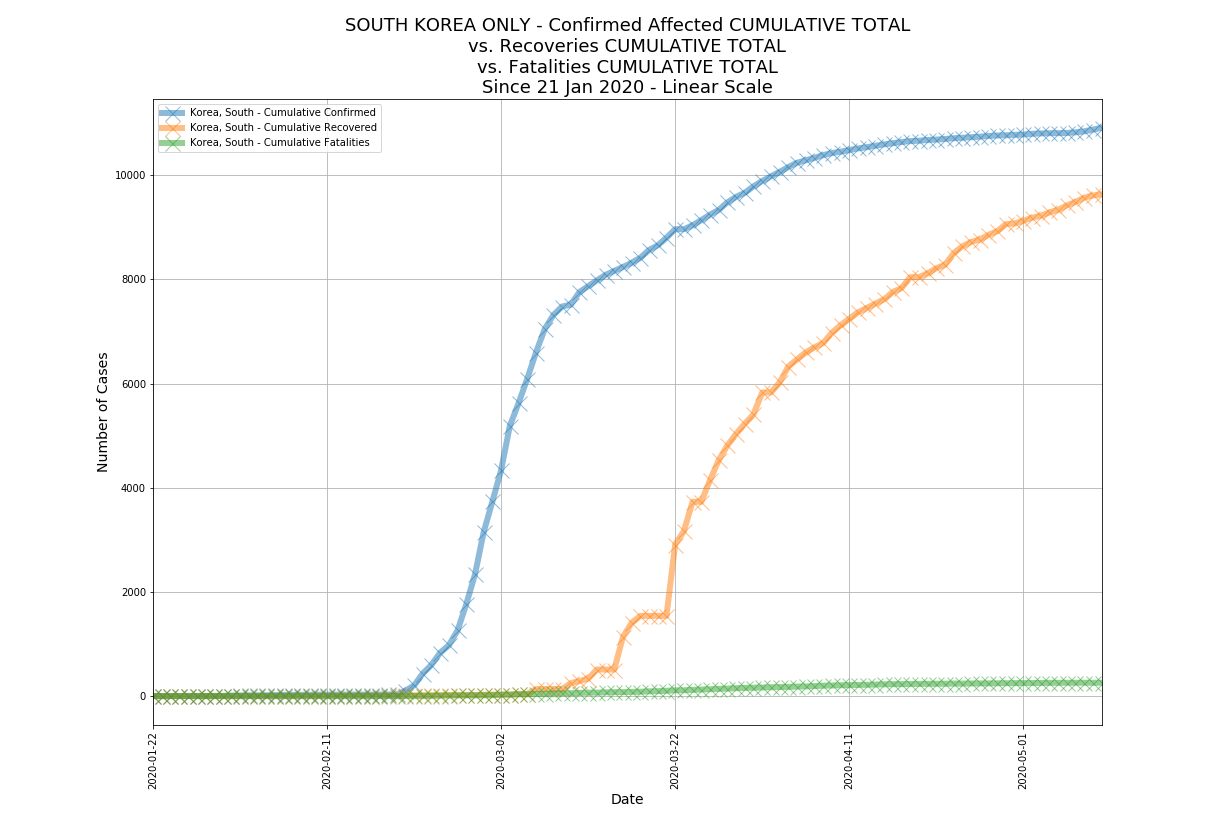 SOUTH KOREA ONLY - Confirmed Affected CUMULATIVE TOTAL
vs. Recoveries CUMULATIVE TOTAL
vs. Fatalities CUMULATIVE TOTAL
Since 21 Jan 2020 - Linear Scale
Korea, South - Cumulative Confirmed
Korea, South - Cumulative Recovered
Korea, South - Cumulative Fatalities
Number of Cases
10000
8000
6000
4000
2000
0
2020-01-22
2020-02-11
2020-03-02
2020-03-22
2020-04-11
2020-05-01
Date